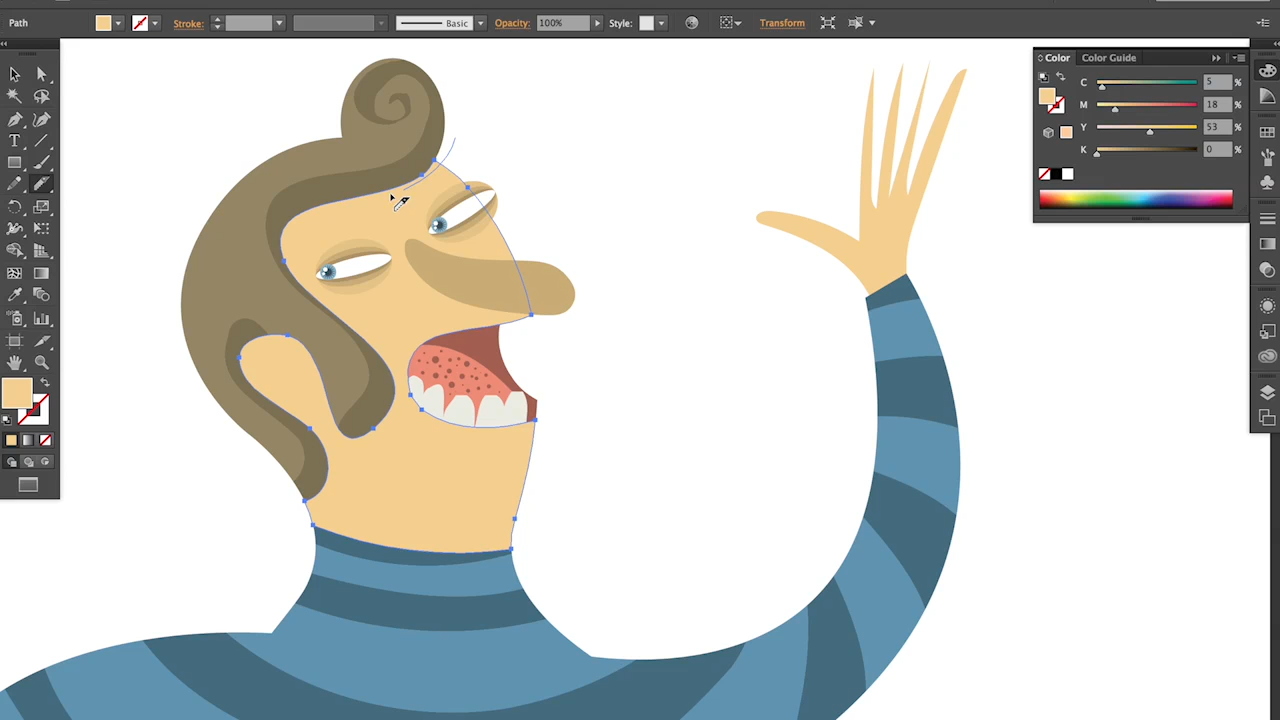 Path Stroke: Basic Opacity: 100% Style: Transform
Color Color Guide
C 5 %
M 18 %
Y 53 %
K 0 %
T